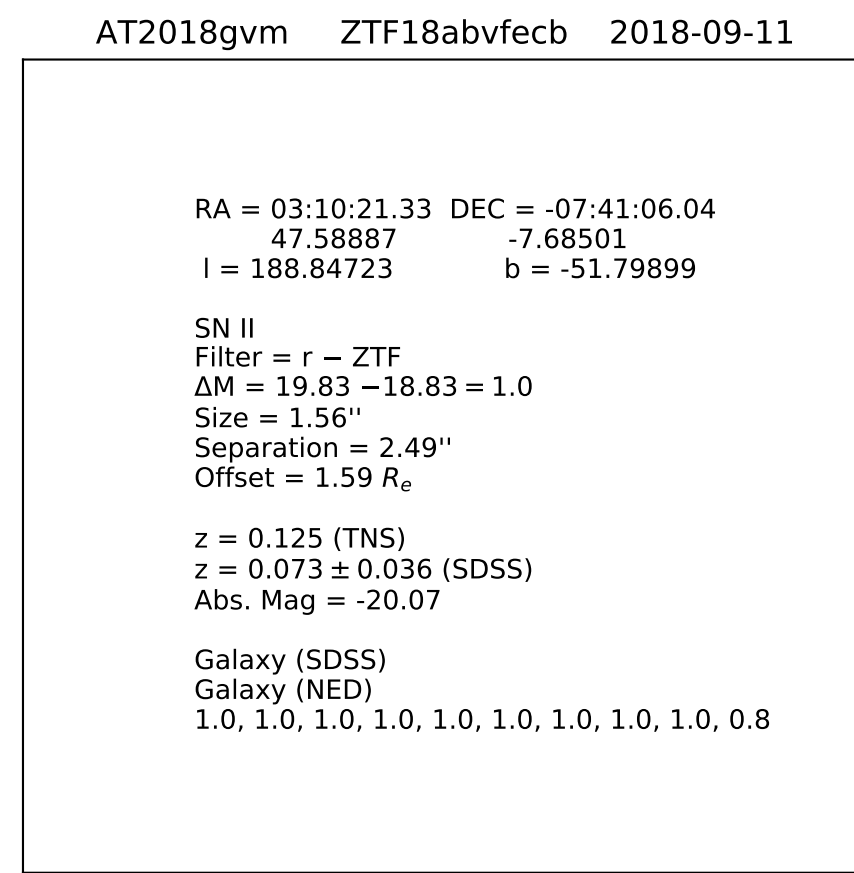 AT2018gvm ZTF18abvfecb 2018-09-11
RA = 03:10:21.33 DEC = -07:41:06.04
47.58887 -7.68501
l = 188.84723 b = -51.79899
SN II
Filter = r − ZTF
ΔM = 19.83 −18.83 = 1.0
Size = 1.56''
Separation = 2.49''
Offset = 1.59 Rₑ
z = 0.125 (TNS)
z = 0.073 ± 0.036 (SDSS)
Abs. Mag = -20.07
Galaxy (SDSS)
Galaxy (NED)
1.0, 1.0, 1.0, 1.0, 1.0, 1.0, 1.0, 1.0, 1.0, 0.8